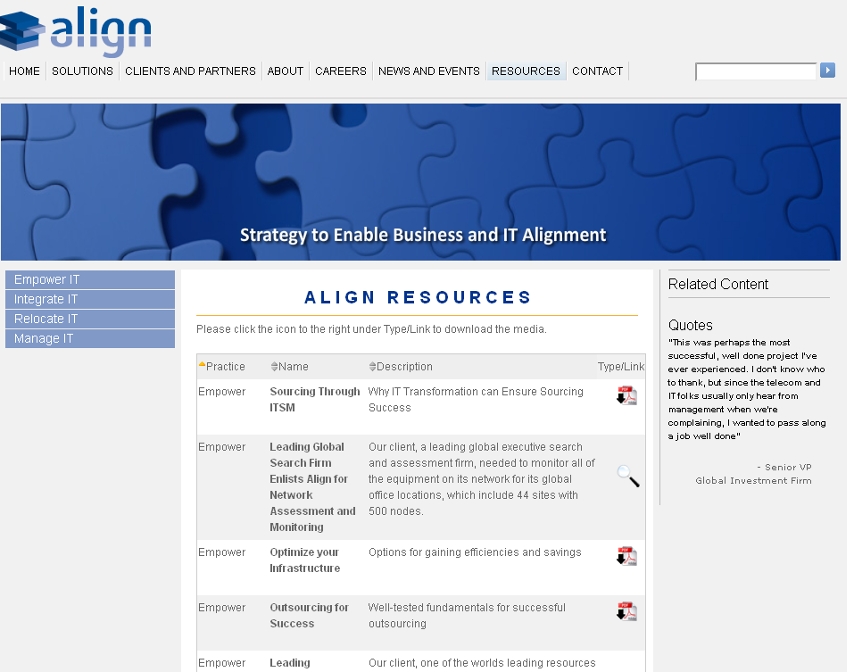 align
HOME SOLUTIONS CLIENTS AND PARTNERS ABOUT CAREERS NEWS AND EVENTS RESOURCES CONTACT
Strategy to Enable Business and IT Alignment
Empower IT
Integrate IT
Relocate IT
Manage IT
ALIGN RESOURCES
Please click the icon to the right under Type/Link to download the media.
Practice Name Description Type/Link
Empower Sourcing Through Why IT Transformation can Ensure Sourcing
ITSM Success
Empower Leading Global Our client, a leading global executive search
Search Firm and assessment firm, needed to monitor all of
Enlists Align for the equipment on its network for its global
Network office locations, which include 44 sites with
Assessment and 500 nodes.
Monitoring
Empower Optimize your Options for gaining efficiencies and savings
Infrastructure
Empower Outsourcing for Well-tested fundamentals for successful
Success outsourcing
Empower Leading Our client, one of the worlds leading resources
Related Content
Quotes
"This was perhaps the most
successful, well done project I've
ever experienced. I don't know who
to thank, but since the telecom and
IT folks usually only hear from
management when we're
complaining, I wanted to pass along
a job well done"
- Senior VP
Global Investment Firm